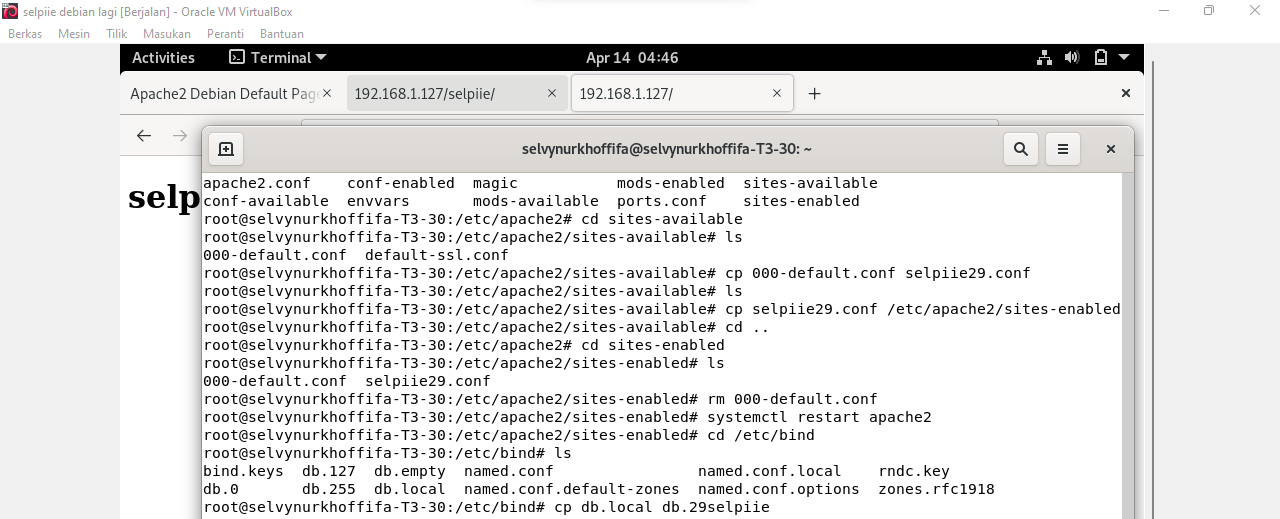 selpiie debian lagi [Berjalan] - Oracle VM VirtualBox
Berkas Mesin Tilik Masukan Peranti Bantuan
Activities Terminal Apr 14 04:46
Apache2 Debian Default Pag 192.168.1.127/selpiie/ 192.168.1.127/
selvynurkhoffifa@selvynurkhoffifa-T3-30: ~
selp
apache2.conf    conf-enabled  magic           mods-enabled  sites-available
conf-available  envvars       mods-available  ports.conf    sites-enabled
root@selvynurkhoffifa-T3-30:/etc/apache2# cd sites-available
root@selvynurkhoffifa-T3-30:/etc/apache2/sites-available# ls
000-default.conf  default-ssl.conf
root@selvynurkhoffifa-T3-30:/etc/apache2/sites-available# cp 000-default.conf selpiie29.conf
root@selvynurkhoffifa-T3-30:/etc/apache2/sites-available# ls
root@selvynurkhoffifa-T3-30:/etc/apache2/sites-available# cp selpiie29.conf /etc/apache2/sites-enabled
root@selvynurkhoffifa-T3-30:/etc/apache2/sites-available# cd ..
root@selvynurkhoffifa-T3-30:/etc/apache2# cd sites-enabled
root@selvynurkhoffifa-T3-30:/etc/apache2/sites-enabled# ls
000-default.conf  selpiie29.conf
root@selvynurkhoffifa-T3-30:/etc/apache2/sites-enabled# rm 000-default.conf
root@selvynurkhoffifa-T3-30:/etc/apache2/sites-enabled# systemctl restart apache2
root@selvynurkhoffifa-T3-30:/etc/apache2/sites-enabled# cd /etc/bind
root@selvynurkhoffifa-T3-30:/etc/bind# ls
bind.keys  db.127  db.empty  named.conf                named.conf.local    rndc.key
db.0       db.255  db.local  named.conf.default-zones  named.conf.options  zones.rfc1918
root@selvynurkhoffifa-T3-30:/etc/bind# cp db.local db.29selpiie